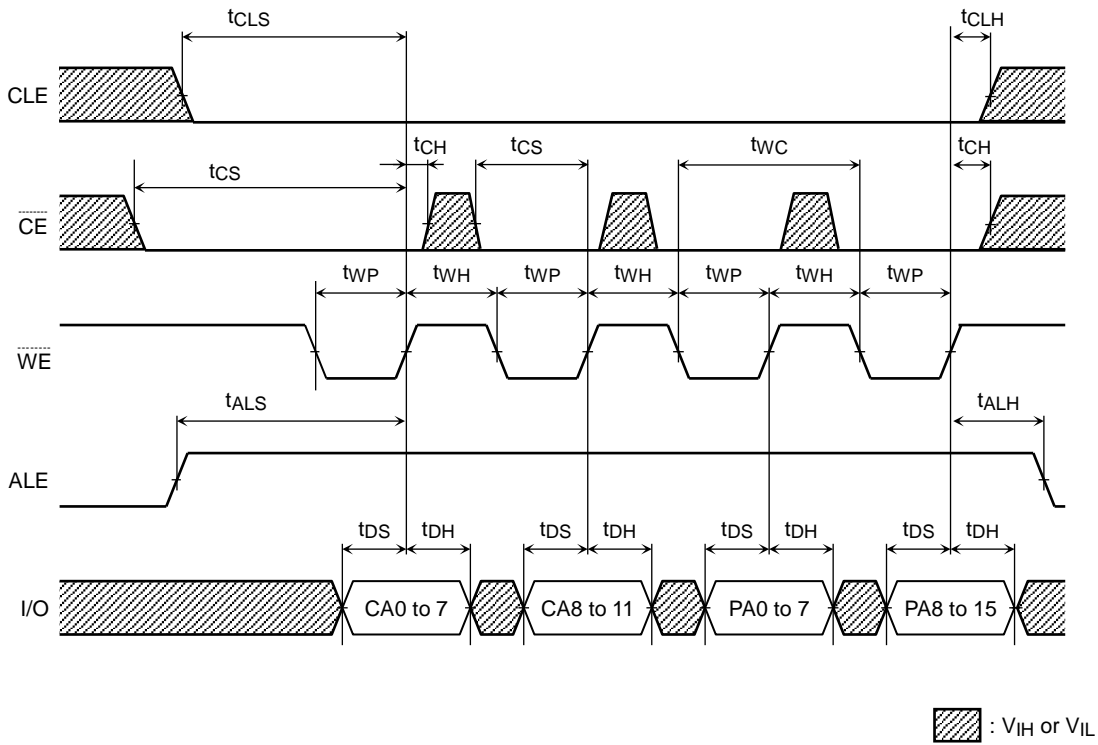 tCLS
tCLH
CLE
tCH
tCS
tWC
tCH
tCS
CE
tWP
tWH
tWP
tWH
tWP
tWH
tWP
WE
tALS
tALH
ALE
tDS
tDH
tDS
tDH
tDS
tDH
tDS
tDH
I/O
CA0 to 7
CA8 to 11
PA0 to 7
PA8 to 15
: VIH or VIL